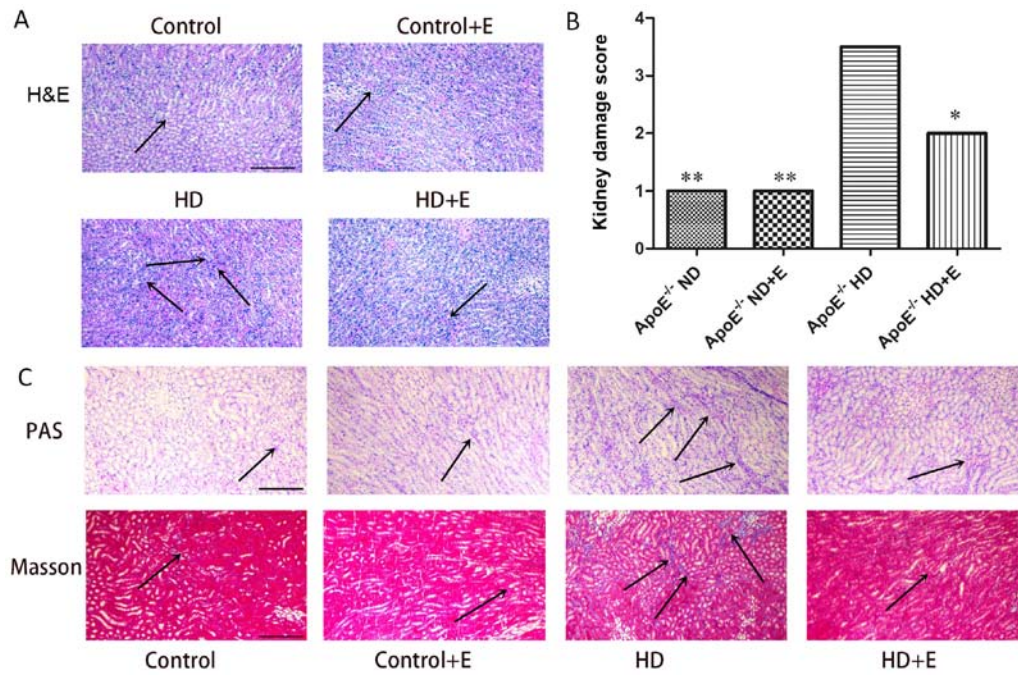 A
Control
Control+E
H&E
HD
HD+E
B
Kidney damage score
4
3
2
1
0
**
**
*
ApoE-/- ND
ApoE-/- ND+E
ApoE-/- HD
ApoE-/- HD+E
C
PAS
Masson
Control
Control+E
HD
HD+E